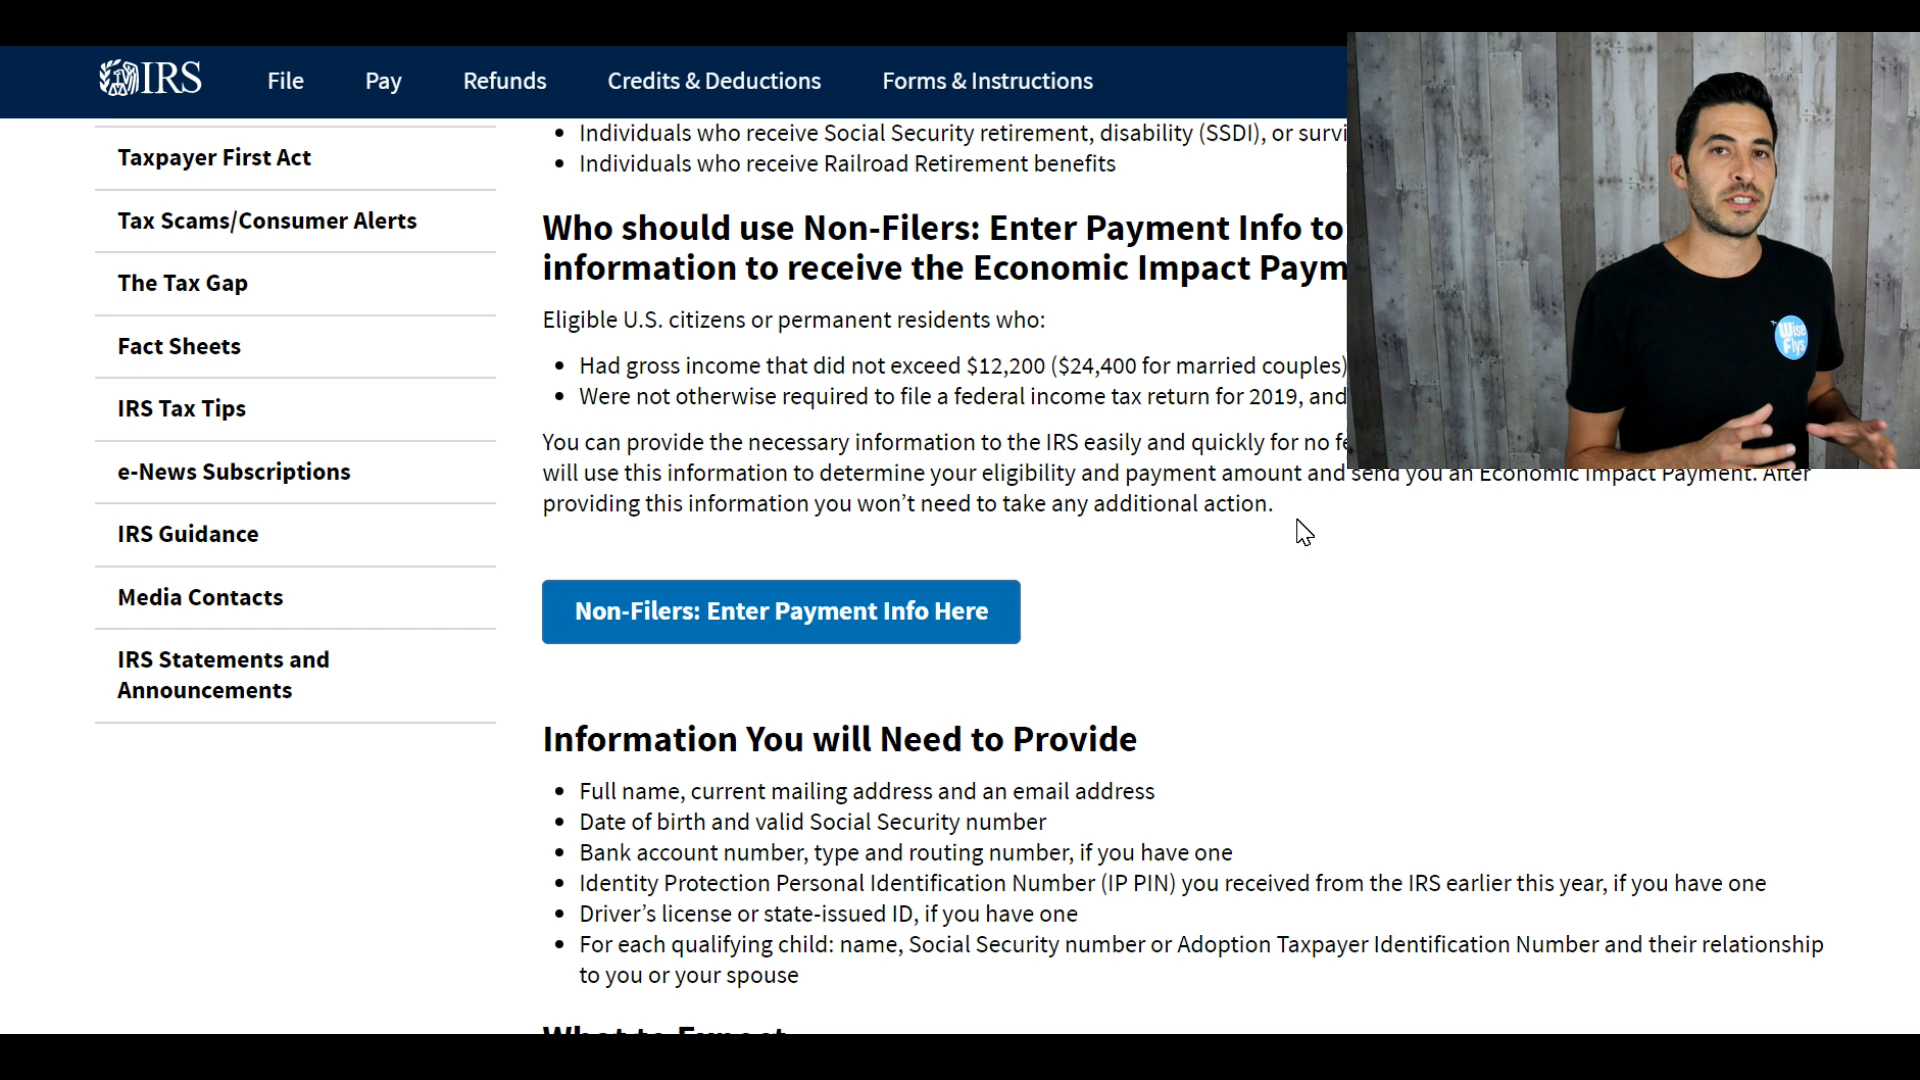 IRS File Pay Refunds Credits & Deductions Forms & Instructions
Taxpayer First Act
Tax Scams/Consumer Alerts
The Tax Gap
Fact Sheets
IRS Tax Tips
e-News Subscriptions
IRS Guidance
Media Contacts
IRS Statements and
Announcements
• Individuals who receive Social Security retirement, disability (SSDI), or
• Individuals who receive Railroad Retirement benefits
Who should use Non-Filers: Enter Payment Info to
information to receive the Economic Impact
Eligible U.S. citizens or permanent residents who:
• Had gross income that did not exceed $12,200 ($24,400 for married couples)
• Were not otherwise required to file a federal income tax return for 2019, and
You can provide the necessary information to the IRS easily and quickly for no
will use this information to determine your eligibility and payment amount and send you an Economic Impact Payment. After
providing this information you won’t need to take any additional action.
Non-Filers: Enter Payment Info Here
Information You will Need to Provide
• Full name, current mailing address and an email address
• Date of birth and valid Social Security number
• Bank account number, type and routing number, if you have one
• Identity Protection Personal Identification Number (IP PIN) you received from the IRS earlier this year, if you have one
• Driver’s license or state-issued ID, if you have one
• For each qualifying child: name, Social Security number or Adoption Taxpayer Identification Number and their relationship
to you or your spouse
What to Expect
Wise
Flys